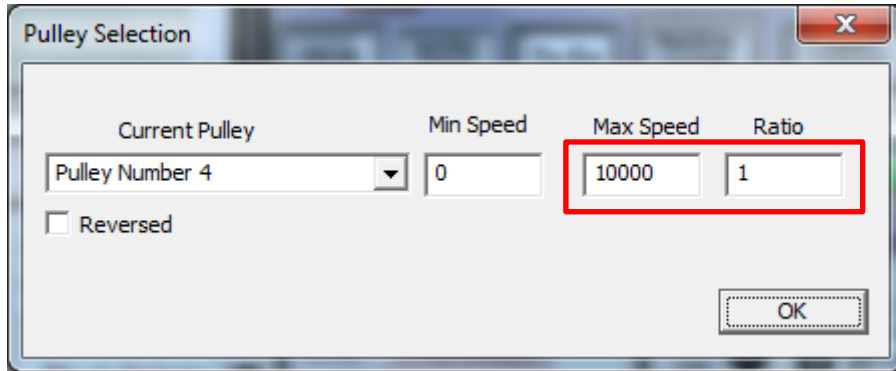 Pulley Selection
Current Pulley Min Speed Max Speed Ratio
Pulley Number 4 0 10000 1
Reversed
OK